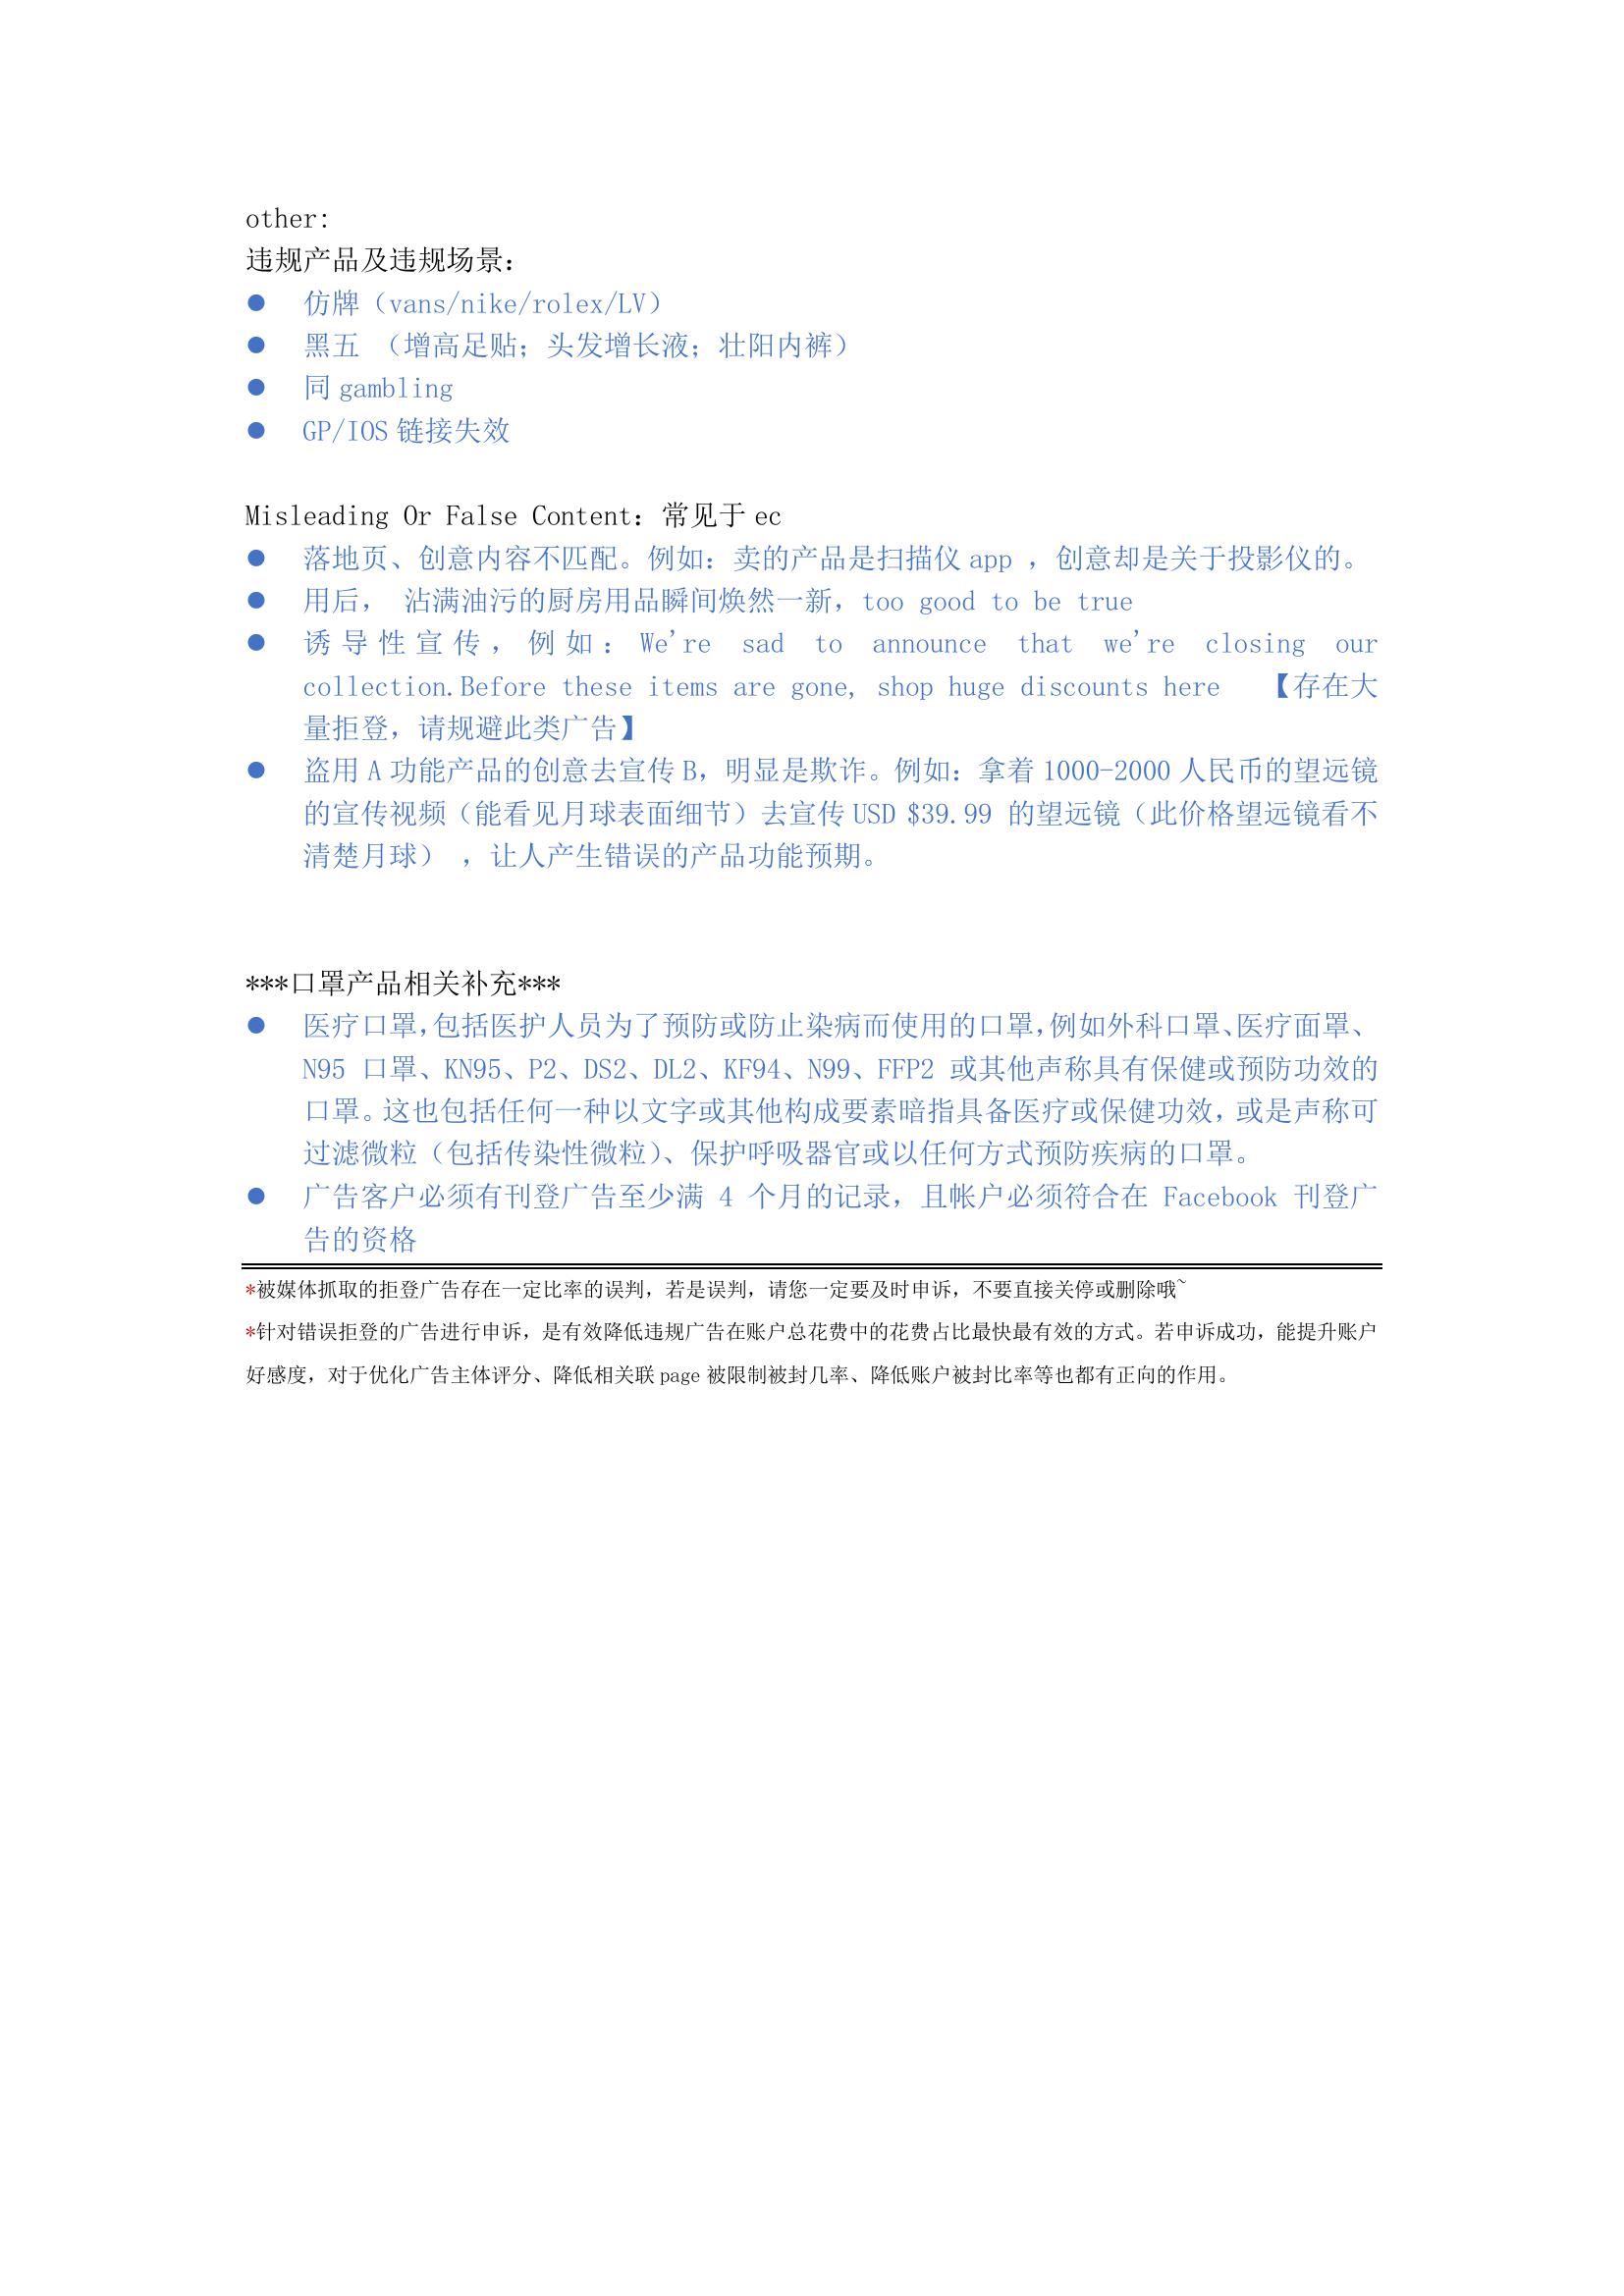 other:
违规产品及违规场景：
● 仿牌（vans/nike/rolex/LV）
● 黑五 （增高足贴；头发增长液；壮阳内裤）
● 同 gambling
● GP/IOS 链接失效
Misleading Or False Content：常见于 ec
● 落地页、创意内容不匹配。例如：卖的产品是扫描仪 app ，创意却是关于投影仪的。
● 用后， 沾满油污的厨房用品瞬间焕然一新，too good to be true
● 诱导性宣传，例如：We're sad to announce that we're closing our
collection.Before these items are gone, shop huge discounts here 【存在大
量拒登，请规避此类广告】
● 盗用 A 功能产品的创意去宣传 B，明显是欺诈。例如：拿着 1000-2000 人民币的望远镜
的宣传视频（能看见月球表面细节）去宣传 USD $39.99 的望远镜（此价格望远镜看不
清楚月球） ，让人产生错误的产品功能预期。
***口罩产品相关补充***
● 医疗口罩，包括医护人员为了预防或防止染病而使用的口罩，例如外科口罩、医疗面罩、
N95 口罩、KN95、P2、DS2、DL2、KF94、N99、FFP2 或其他声称具有保健或预防功效的
口罩。这也包括任何一种以文字或其他构成要素暗指具备医疗或保健功效，或是声称可
过滤微粒（包括传染性微粒）、保护呼吸器官或以任何方式预防疾病的口罩。
● 广告客户必须有刊登广告至少满 4 个月的记录，且帐户必须符合在 Facebook 刊登广
告的资格
*被媒体抓取的拒登广告存在一定比率的误判，若是误判，请您一定要及时申诉，不要直接关停或删除哦~
*针对错误拒登的广告进行申诉，是有效降低违规广告在账户总花费中的花费占比最快最有效的方式。若申诉成功，能提升账户
好感度，对于优化广告主体评分、降低相关联 page 被限制被封几率、降低账户被封比率等也都有正向的作用。